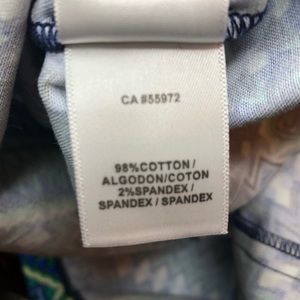 CA #55972
98%COTTON /
ALGODON/COTON
2%SPANDEX /
SPANDEX / SPANDEX